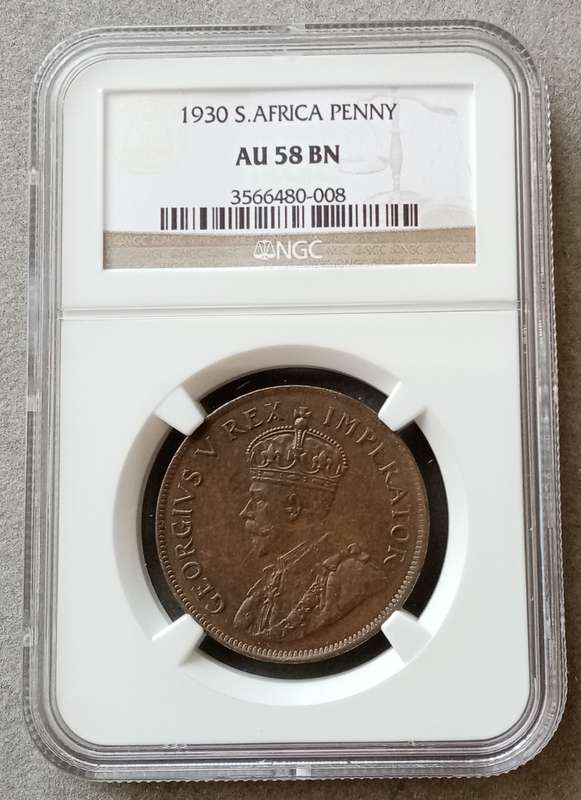 1930 S.AFRICA PENNY
AU 58 BN
3566480-008
NGC
GEORGIVS V REX IMPERATOR